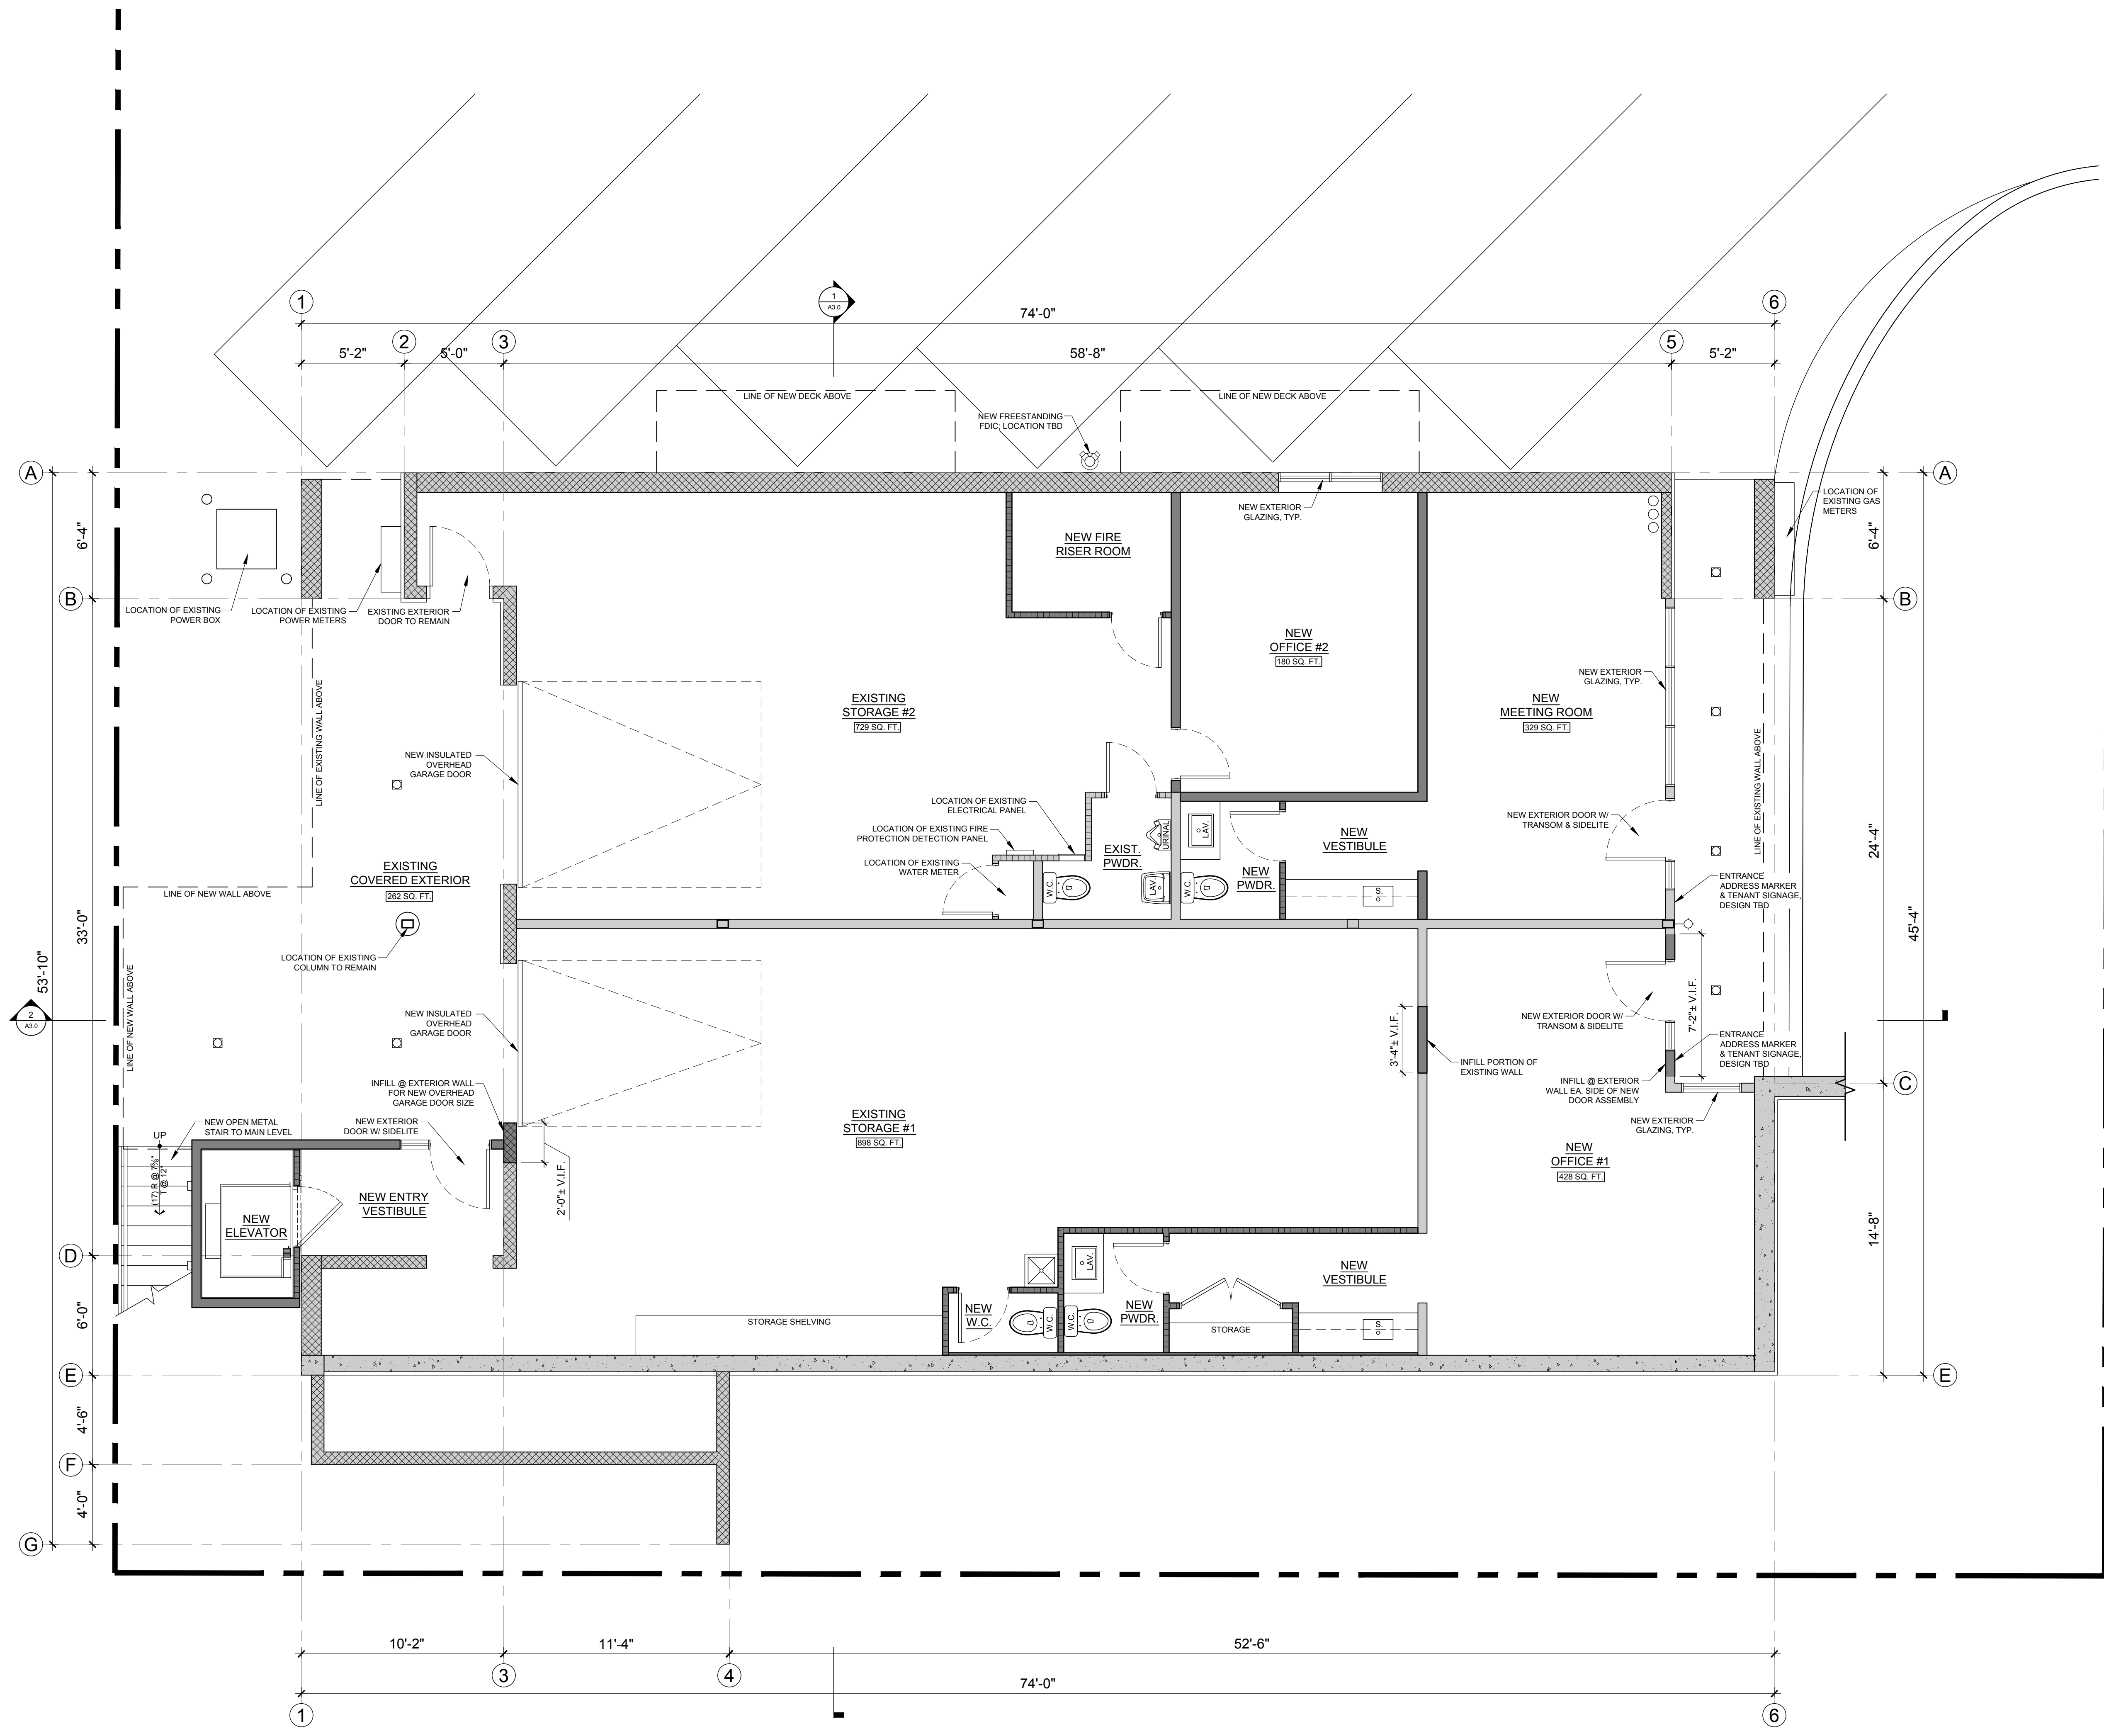 1
6
1
A3.0
74'-0"
2
3
5
5'-2"
5'-0"
58'-8"
5'-2"
LINE OF NEW DECK ABOVE
LINE OF NEW DECK ABOVE
NEW FREESTANDING
FDIC; LOCATION TBD
A
A
LOCATION OF
EXISTING GAS
METERS
NEW EXTERIOR
GLAZING, TYP.
6'-4"
6'-4"
NEW FIRE
RISER ROOM
B
B
LOCATION OF EXISTING
POWER BOX
LOCATION OF EXISTING
POWER METERS
EXISTING EXTERIOR
DOOR TO REMAIN
NEW
OFFICE #2
180 SQ. FT.
NEW EXTERIOR
GLAZING, TYP.
EXISTING
STORAGE #2
729 SQ. FT.
NEW
MEETING ROOM
329 SQ. FT.
LINE OF EXISTING WALL ABOVE
LINE OF EXISTING WALL ABOVE
NEW INSULATED
OVERHEAD
GARAGE DOOR
LOCATION OF EXISTING
ELECTRICAL PANEL
LOCATION OF EXISTING FIRE
PROTECTION DETECTION PANEL
LOCATION OF EXISTING
WATER METER
NEW EXTERIOR DOOR W/
TRANSOM & SIDELITE
URINAL
LAV.
EXIST.
PWDR.
NEW
VESTIBULE
24'-4"
EXISTING
COVERED EXTERIOR
262 SQ. FT.
LINE OF NEW WALL ABOVE
W.C.
LAV.
W.C.
NEW
PWDR.
S.
ENTRANCE
ADDRESS MARKER
& TENANT SIGNAGE,
DESIGN TBD
33'-0"
45'-4"
53'-10"
LOCATION OF EXISTING
COLUMN TO REMAIN
LINE OF NEW WALL ABOVE
2
A3.0
NEW INSULATED
OVERHEAD
GARAGE DOOR
3'-4"± V.I.F.
7'-2"± V.I.F.
NEW EXTERIOR DOOR W/
TRANSOM & SIDELITE
ENTRANCE
ADDRESS MARKER
& TENANT SIGNAGE,
DESIGN TBD
INFILL PORTION OF
EXISTING WALL
INFILL @ EXTERIOR
WALL EA. SIDE OF NEW
DOOR ASSEMBLY
C
NEW EXTERIOR
GLAZING, TYP.
INFILL @ EXTERIOR WALL
FOR NEW OVERHEAD
GARAGE DOOR SIZE
NEW OPEN METAL
STAIR TO MAIN LEVEL
NEW EXTERIOR
DOOR W/ SIDELITE
EXISTING
STORAGE #1
898 SQ. FT.
UP
T @ 12"
2'-0"± V.I.F.
NEW
OFFICE #1
428 SQ. FT.
NEW
ELEVATOR
NEW ENTRY
VESTIBULE
14'-8"
D
LAV.
NEW
VESTIBULE
6'-0"
STORAGE SHELVING
NEW
W.C.
W.C.
W.C.
NEW
PWDR.
STORAGE
S.
E
E
4'-6"
F
4'-0"
G
10'-2"
11'-4"
52'-6"
3
4
74'-0"
1
6